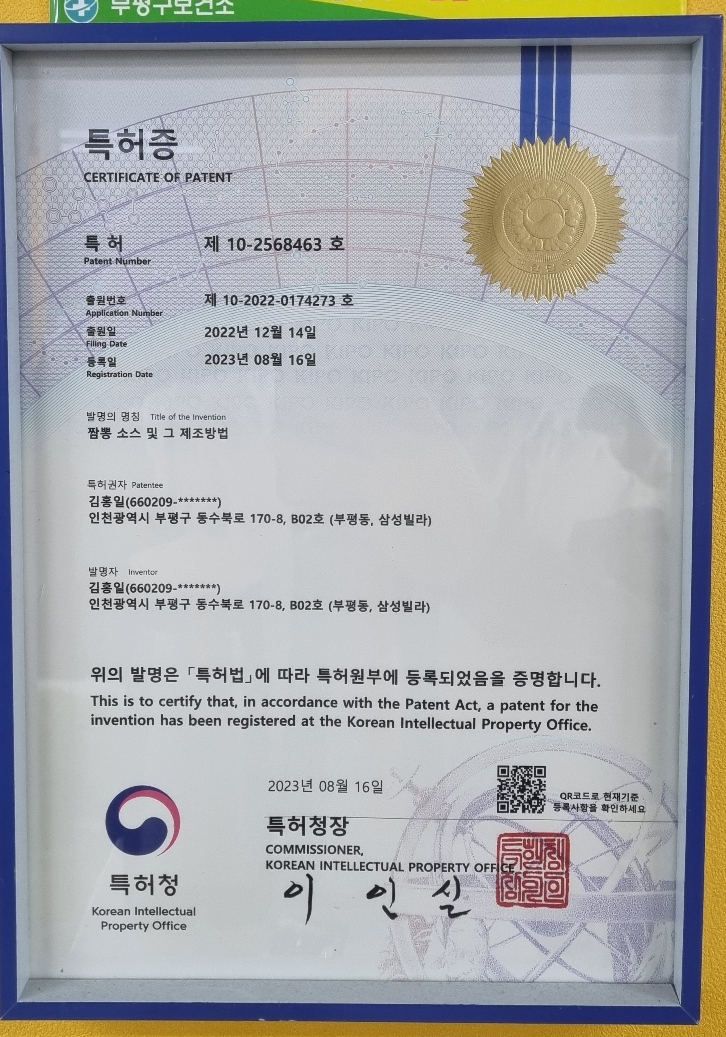 부평구보건소
특허증
CERTIFICATE OF PATENT
특 허 제 10-2568463 호
Patent Number
출원번호 제 10-2022-0174273 호
Application Number
출원일 2022년 12월 14일
Filing Date
등록일 2023년 08월 16일
Registration Date
발명의 명칭 Title of the Invention
짬뽕 소스 및 그 제조방법
특허권자 Patentee
김홍일(660209-*******)
인천광역시 부평구 동수북로 170-8, B02호 (부평동, 삼성빌라)
발명자 Inventor
김홍일(660209-*******)
인천광역시 부평구 동수북로 170-8, B02호 (부평동, 삼성빌라)
위의 발명은 「특허법」에 따라 특허원부에 등록되었음을 증명합니다.
This is to certify that, in accordance with the Patent Act, a patent for the
invention has been registered at the Korean Intellectual Property Office.
2023년 08월 16일
QR코드로 현재기준
등록사항을 확인하세요
특허청장
COMMISSIONER,
KOREAN INTELLECTUAL PROPERTY OFFICE
이 인 실
특허청
Korean Intellectual
Property Office